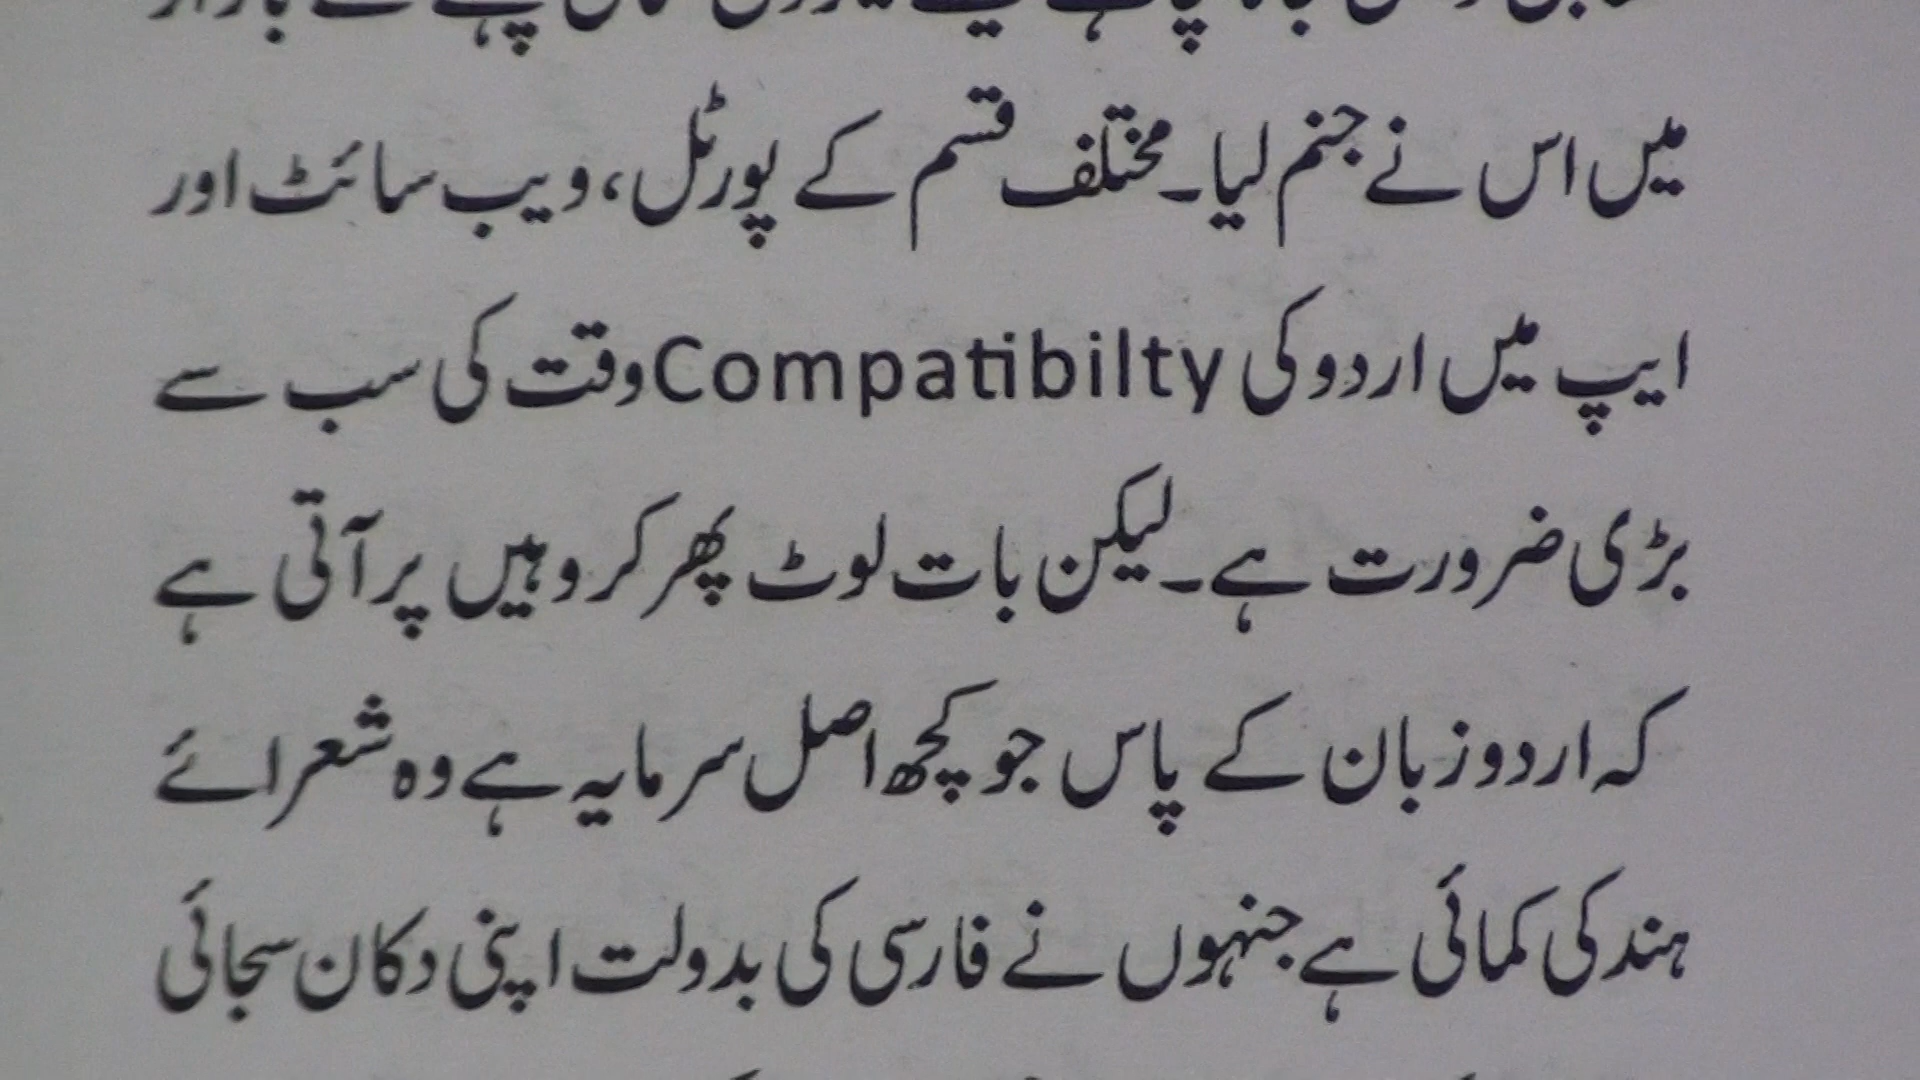 میں اس نے جنم لیا۔ مختلف قسم کے پورٹل، ویب سائٹ اور
ایپ میں اردو کی Compatibilty وقت کی سب سے
بڑی ضرورت ہے۔ لیکن بات لوٹ پھر کر وہیں پر آتی ہے
کہ اردو زبان کے پاس جو کچھ اصل سرمایہ ہے وہ شعرائے
ہند کی کمائی ہے جنہوں نے فارسی کی بدولت اپنی دکان سجائی